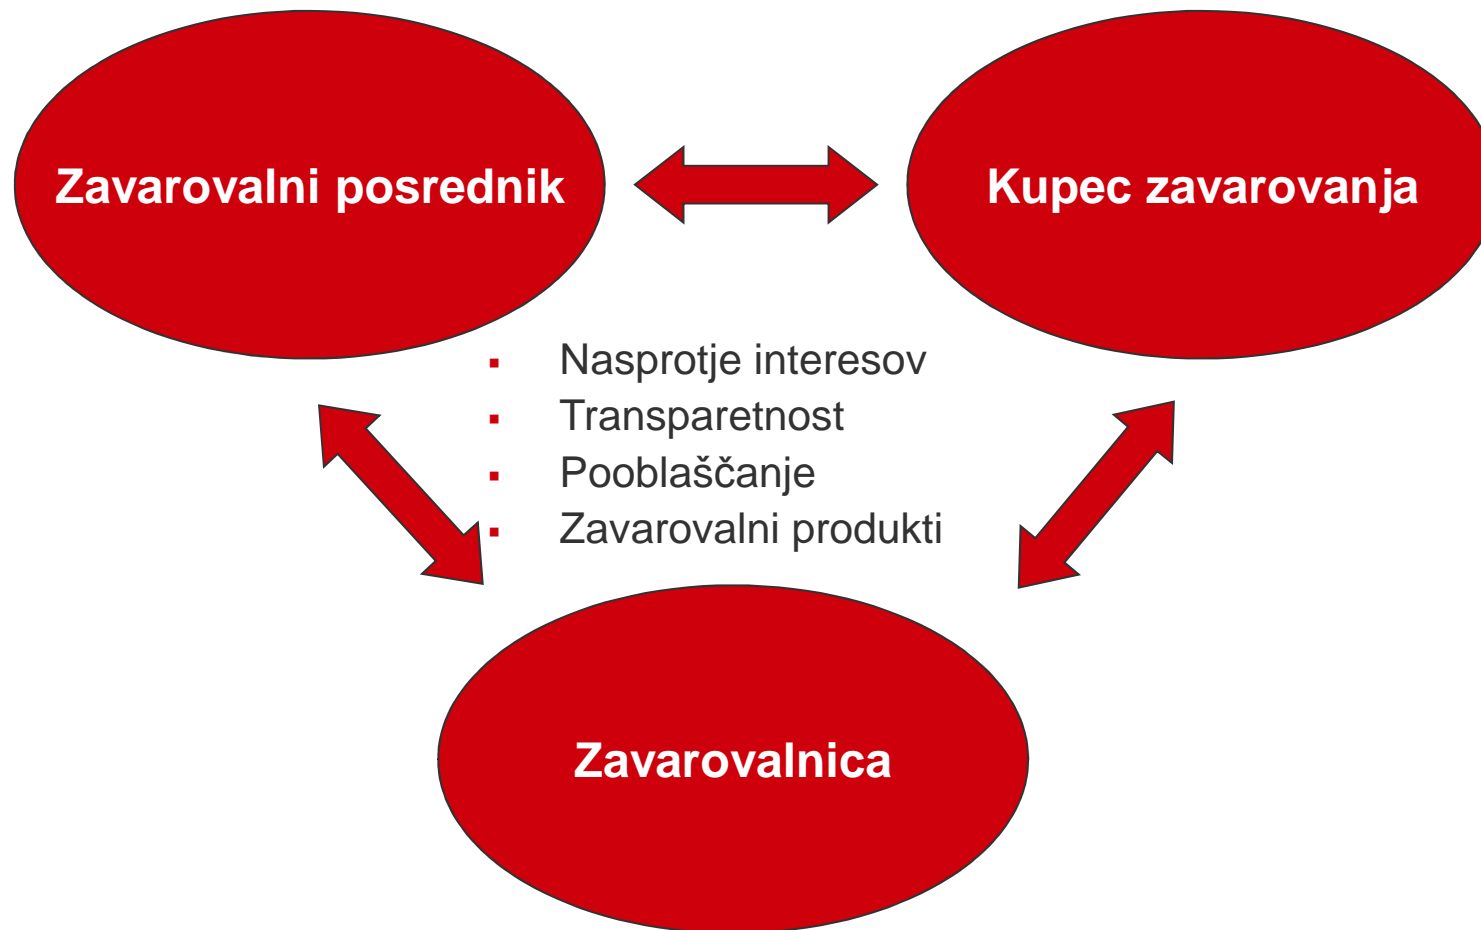 Zavarovalni posrednik
Kupec zavarovanja
▪ Nasprotje interesov
▪ Transparetnost
▪ Pooblaščanje
▪ Zavarovalni produkti
Zavarovalnica